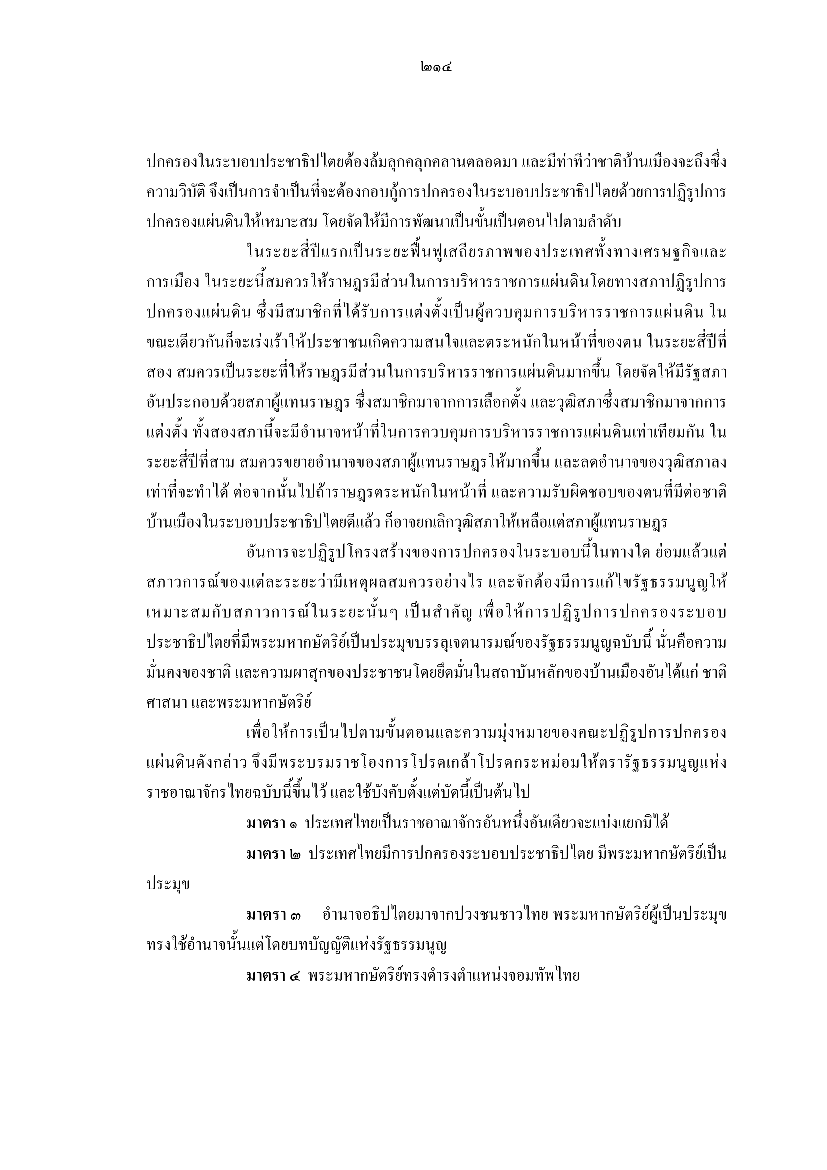 ๒๑๔
ปกครองในระบอบประชาธิปไตยต้องล้มลุกคลุกคลานตลอดมา และมีท่าทีว่าชาติบ้านเมืองจะถึงซึ่ง
ความวิบัติ จึงเป็นการจำเป็นที่จะต้องกอบกู้การปกครองในระบอบประชาธิปไตยด้วยการปฏิรูปการ
ปกครองแผ่นดินให้เหมาะสม โดยจัดให้มีการพัฒนาเป็นขั้นเป็นตอนไปตามลำดับ
ในระยะสี่ปีแรกเป็นระยะฟื้นฟูเสถียรภาพของประเทศทั้งทางเศรษฐกิจและ
การเมือง ในระยะนี้สมควรให้ราษฎรมีส่วนในการบริหารราชการแผ่นดินโดยทางสภาปฏิรูปการ
ปกครองแผ่นดิน ซึ่งมีสมาชิกที่ได้รับการแต่งตั้งเป็นผู้ควบคุมการบริหารราชการแผ่นดิน ใน
ขณะเดียวกันก็จะเร่งเร้าให้ประชาชนเกิดความสนใจและตระหนักในหน้าที่ของตน ในระยะสี่ปีที่
สอง สมควรเป็นระยะที่ให้ราษฎรมีส่วนในการบริหารราชการแผ่นดินมากขึ้น โดยจัดให้มีรัฐสภา
อันประกอบด้วยสภาผู้แทนราษฎร ซึ่งสมาชิกมาจากการเลือกตั้ง และวุฒิสภาซึ่งสมาชิกมาจากการ
แต่งตั้ง ทั้งสองสภานี้จะมีอำนาจหน้าที่ในการควบคุมการบริหารราชการแผ่นดินเท่าเทียมกัน ใน
ระยะสี่ปีที่สาม สมควรขยายอำนาจของสภาผู้แทนราษฎรให้มากขึ้น และลดอำนาจของวุฒิสภาลง
เท่าที่จะทำได้ ต่อจากนั้นไปถ้าราษฎรตระหนักในหน้าที่ และความรับผิดชอบของตนที่มีต่อชาติ
บ้านเมืองในระบอบประชาธิปไตยดีแล้ว ก็อาจยกเลิกวุฒิสภาให้เหลือแต่สภาผู้แทนราษฎร
อันการจะปฏิรูปโครงสร้างของการปกครองในระบอบนี้ในทางใด ย่อมแล้วแต่
สภาวการณ์ของแต่ละระยะว่ามีเหตุผลสมควรอย่างไร และจักต้องมีการแก้ไขรัฐธรรมนูญให้
เหมาะสมกับสภาวการณ์ในระยะนั้นๆ เป็นสำคัญ เพื่อให้การปฏิรูปการปกครองระบอบ
ประชาธิปไตยที่มีพระมหากษัตริย์เป็นประมุขบรรลุเจตนารมณ์ของรัฐธรรมนูญฉบับนี้ นั่นคือความ
มั่นคงของชาติ และความผาสุกของประชาชนโดยยึดมั่นในสถาบันหลักของบ้านเมืองอันได้แก่ ชาติ
ศาสนา และพระมหากษัตริย์
เพื่อให้การเป็นไปตามขั้นตอนและความมุ่งหมายของคณะปฏิรูปการปกครอง
แผ่นดินดังกล่าว จึงมีพระบรมราชโองการโปรดเกล้าโปรดกระหม่อมให้ตรารัฐธรรมนูญแห่ง
ราชอาณาจักรไทยฉบับนี้ขึ้นไว้ และใช้บังคับตั้งแต่บัดนี้เป็นต้นไป
มาตรา ๑ ประเทศไทยเป็นราชอาณาจักรอันหนึ่งอันเดียวจะแบ่งแยกมิได้
มาตรา ๒ ประเทศไทยมีการปกครองระบอบประชาธิปไตย มีพระมหากษัตริย์เป็น
ประมุข
มาตรา ๓ อำนาจอธิปไตยมาจากปวงชนชาวไทย พระมหากษัตริย์ผู้เป็นประมุข
ทรงใช้อำนาจนั้นแต่โดยบทบัญญัติแห่งรัฐธรรมนูญ
มาตรา ๔ พระมหากษัตริย์ทรงดำรงตำแหน่งจอมทัพไทย